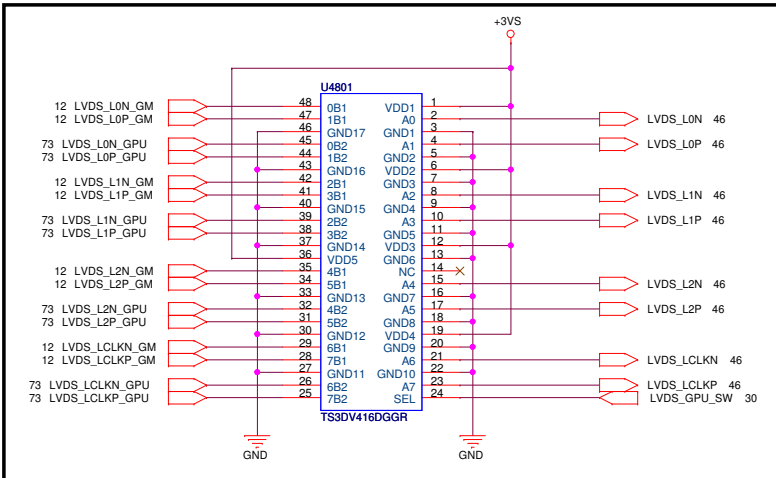 +3VS
U4801
12 LVDS_L0N_GM 48 0B1 VDD1 1
12 LVDS_L0P_GM 47 1B1 A0 2 LVDS_L0N 46
46 GND17 GND1 3
73 LVDS_L0N_GPU 45 0B2 A1 4 LVDS_L0P 46
73 LVDS_L0P_GPU 44 1B2 GND2 5
43 GND16 VDD2 6
12 LVDS_L1N_GM 42 2B1 GND3 7
12 LVDS_L1P_GM 41 3B1 A2 8 LVDS_L1N 46
40 GND15 GND4 9
73 LVDS_L1N_GPU 39 2B2 A3 10 LVDS_L1P 46
73 LVDS_L1P_GPU 38 3B2 GND5 11
37 GND14 VDD3 12
36 VDD5 GND6 13
12 LVDS_L2N_GM 35 4B1 NC 14
12 LVDS_L2P_GM 34 5B1 A4 15 LVDS_L2N 46
33 GND13 GND7 16
73 LVDS_L2N_GPU 32 4B2 A5 17 LVDS_L2P 46
73 LVDS_L2P_GPU 31 5B2 GND8 18
30 GND12 VDD4 19
12 LVDS_LCLKN_GM 29 6B1 GND9 20
12 LVDS_LCLKP_GM 28 7B1 A6 21 LVDS_LCLKN 46
27 GND11 GND10 22
73 LVDS_LCLKN_GPU 26 6B2 A7 23 LVDS_LCLKP 46
73 LVDS_LCLKP_GPU 25 7B2 SEL 24 LVDS_GPU_SW 30
TS3DV416DGGR
GND GND